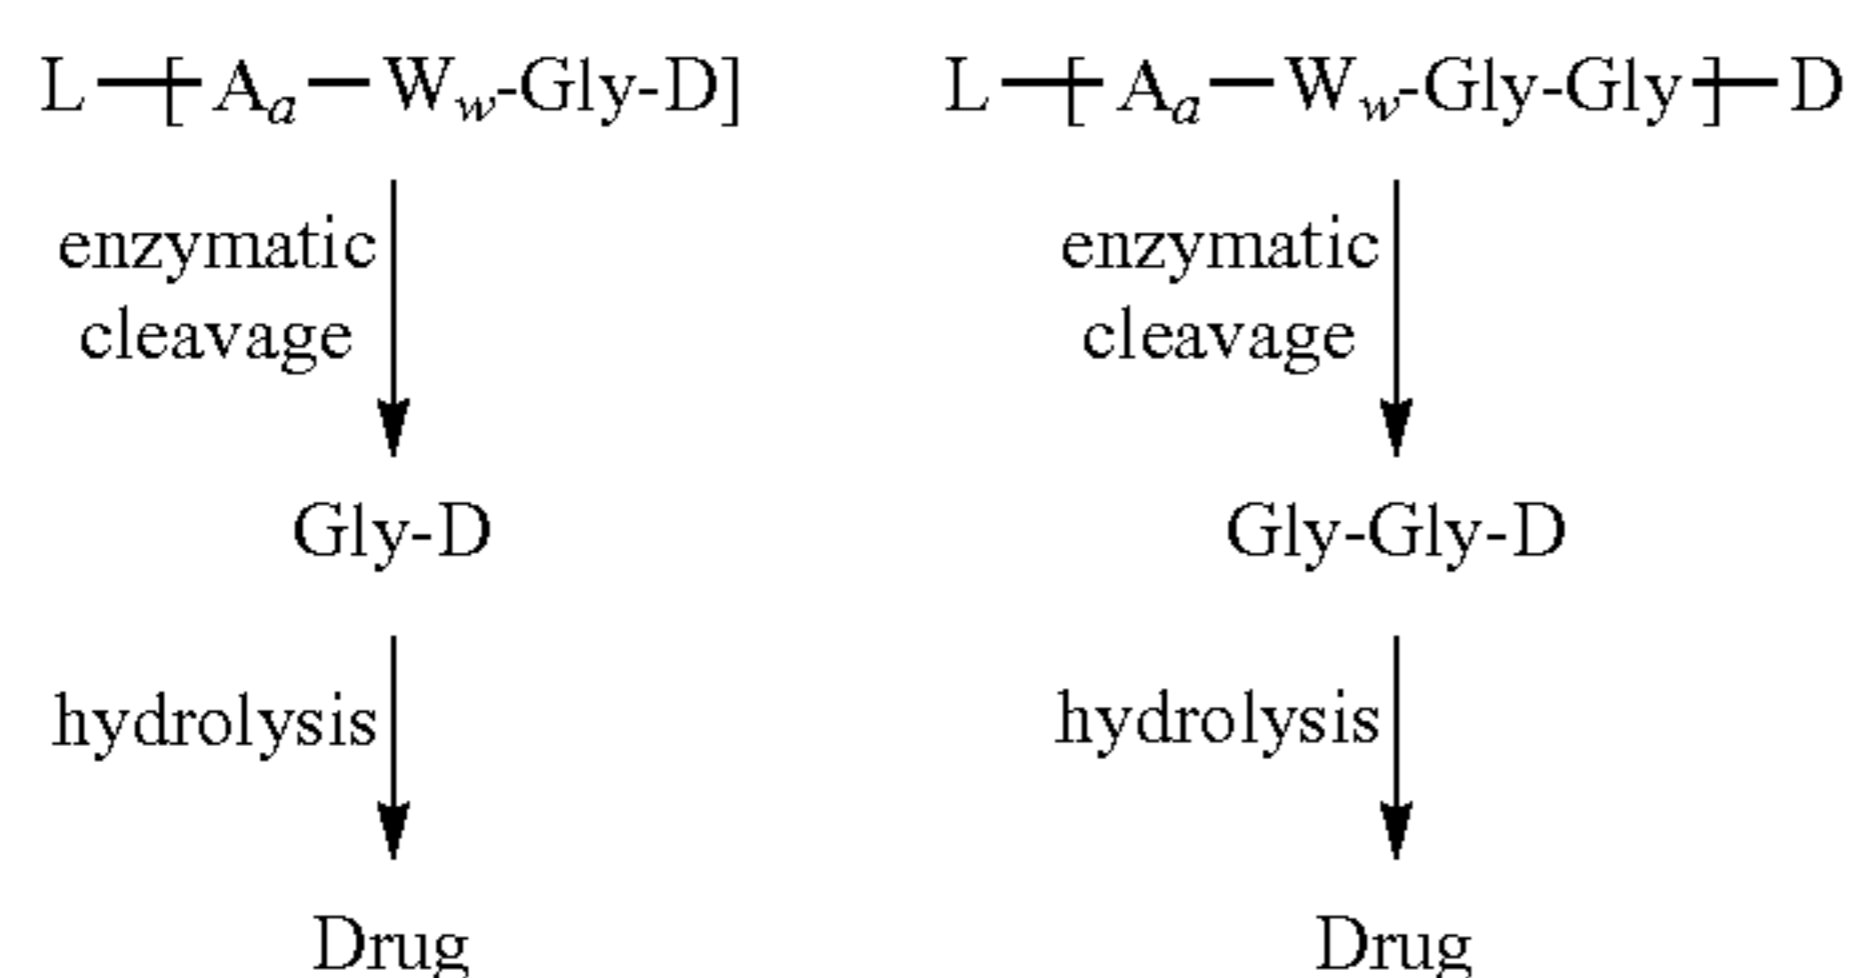 L—[A_a—W_w-Gly-D]
enzymatic
cleavage
Gly-D
hydrolysis
Drug
L—[A_a—W_w-Gly-Gly]—D
enzymatic
cleavage
Gly-Gly-D
hydrolysis
Drug